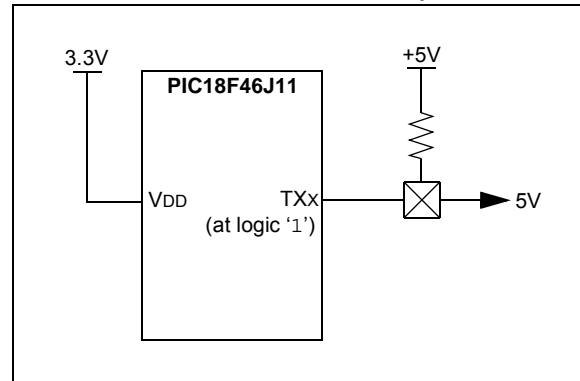 3.3V
+5V
PIC18F46J11
VDD
TXX
5V
(at logic ‘1’)